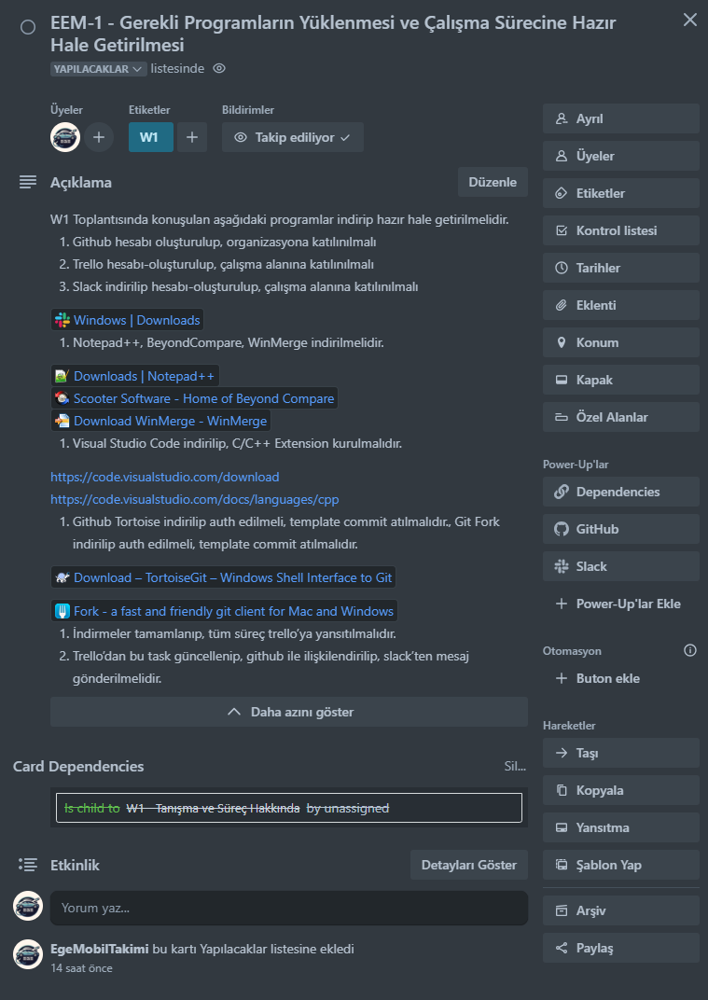 EEM-1 - Gerekli Programların Yüklenmesi ve Çalışma Sürecine Hazır
Hale Getirilmesi
YAPILACAKLAR listesinde
Üyeler
Etiketler
Bildirimler
W1
Takip ediliyor
Açıklama
Düzenle
W1 Toplantısında konuşulan aşağıdaki programlar indirip hazır hale getirilmelidir.
1. Github hesabı oluşturulup, organizasyona katılınılmalı
2. Trello hesabı-oluşturulup, çalışma alanına katılınılmalı
3. Slack indirilip hesabı-oluşturulup, çalışma alanına katılınılmalı
Windows | Downloads
1. Notepad++, BeyondCompare, WinMerge indirilmelidir.
Downloads | Notepad++
Scooter Software - Home of Beyond Compare
Download WinMerge - WinMerge
1. Visual Studio Code indirilip, C/C++ Extension kurulmalıdır.
https://code.visualstudio.com/download
https://code.visualstudio.com/docs/languages/cpp
1. Github Tortoise indirilip auth edilmeli, template commit atılmalıdır., Git Fork
indirilip auth edilmeli, template commit atılmalıdır.
Download – TortoiseGit – Windows Shell Interface to Git
Fork - a fast and friendly git client for Mac and Windows
1. İndirmeler tamamlanıp, tüm süreç trello'ya yansıtılmalıdır.
2. Trello'dan bu task güncellenip, github ile ilişkilendirilip, slack'ten mesaj
gönderilmelidir.
Daha azını göster
Card Dependencies
Sil...
Is child to W1 - Tanışma ve Süreç Hakkında by unassigned
Etkinlik
Detayları Göster
Yorum yaz...
EgeMobilTakimi bu kartı Yapılacaklar listesine ekledi
14 saat önce
Ayrıl
Üyeler
Etiketler
Kontrol listesi
Tarihler
Eklenti
Konum
Kapak
Özel Alanlar
Power-Up'lar
Dependencies
GitHub
Slack
Power-Up'lar Ekle
Otomasyon
Buton ekle
Hareketler
Taşı
Kopyala
Yansıtma
Şablon Yap
Arşiv
Paylaş